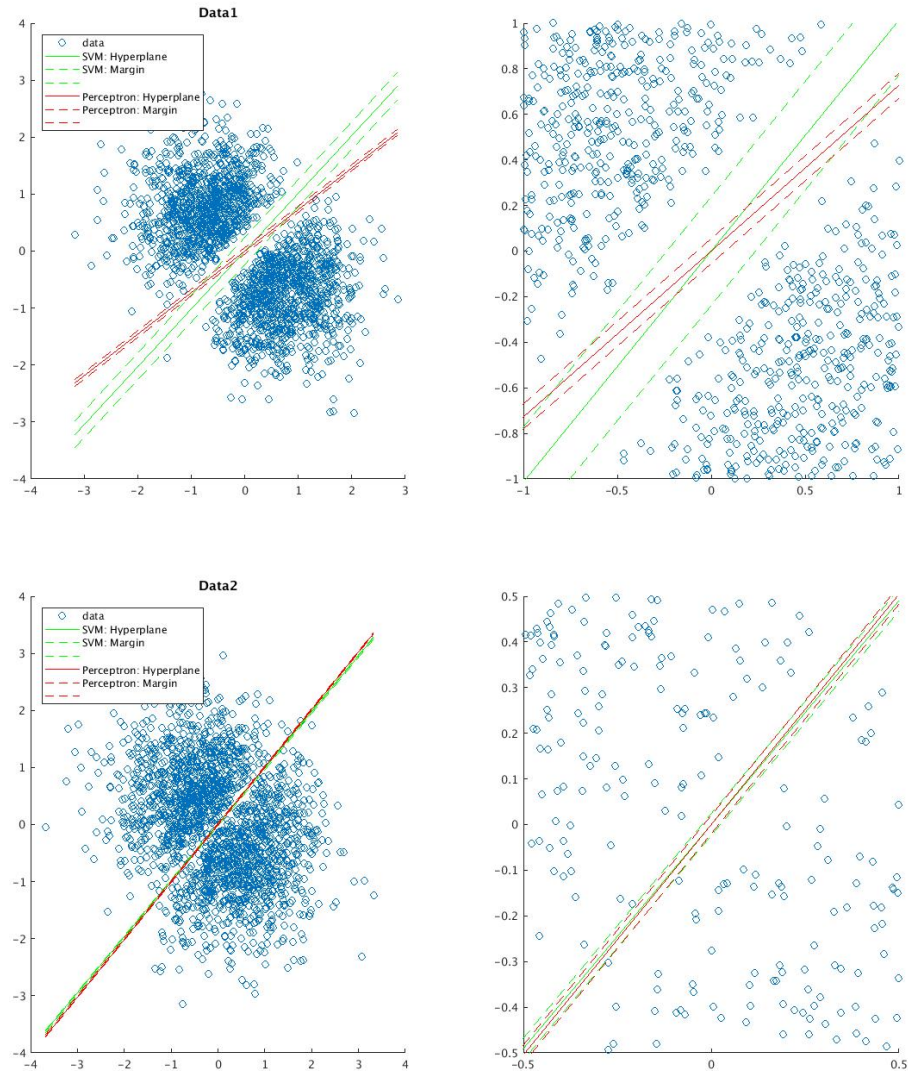 Data1
4
3
2
1
0
-1
-2
-3
-4
-4 -3 -2 -1 0 1 2 3
data
SVM: Hyperplane
SVM: Margin
Perceptron: Hyperplane
Perceptron: Margin
1
0.8
0.6
0.4
0.2
0
-0.2
-0.4
-0.6
-0.8
-1
-1 -0.5 0 0.5 1
Data2
4
3
2
1
0
-1
-2
-3
-4
-4 -3 -2 -1 0 1 2 3 4
data
SVM: Hyperplane
SVM: Margin
Perceptron: Hyperplane
Perceptron: Margin
0.5
0.4
0.3
0.2
0.1
0
-0.1
-0.2
-0.3
-0.4
-0.5
-0.5 0 0.5